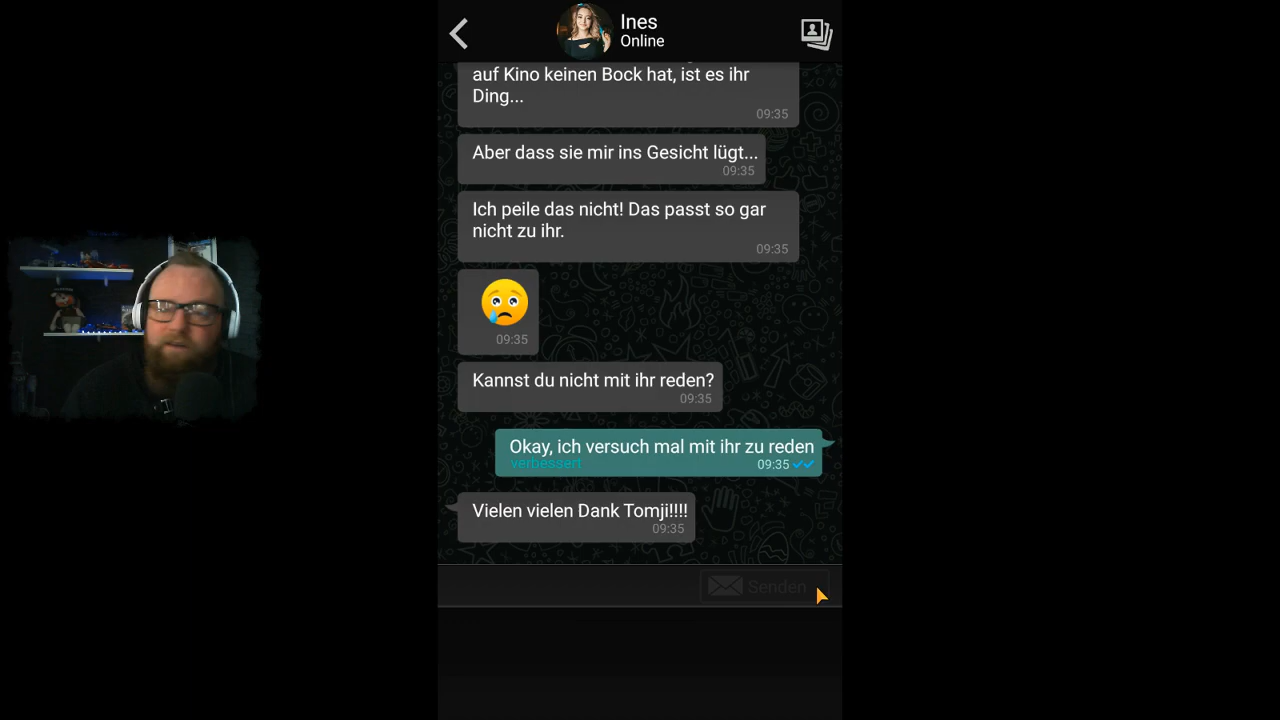 Ines
Online
auf Kino keinen Bock hat, ist es ihr
Ding...
09:35
Aber dass sie mir ins Gesicht lügt...
09:35
Ich peile das nicht! Das passt so gar
nicht zu ihr.
09:35
09:35
Kannst du nicht mit ihr reden?
09:35
Okay, ich versuch mal mit ihr zu reden
verbessert 09:35
Vielen vielen Dank Tomji!!!!
09:35
Senden